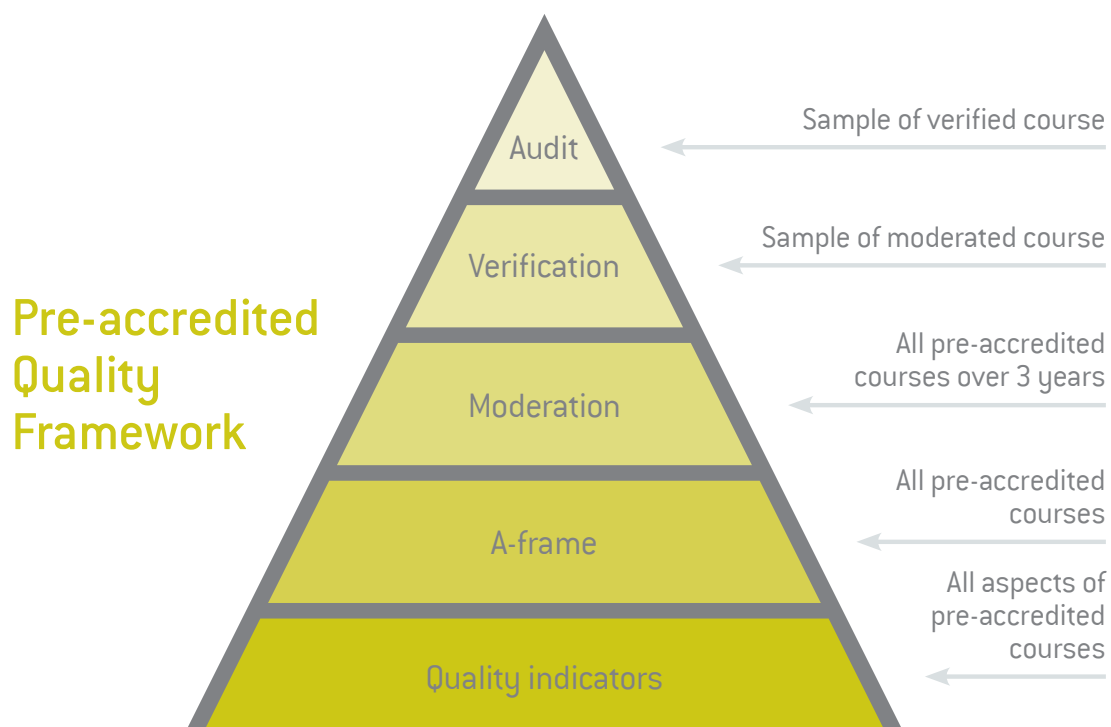 Pre-accredited
Quality
Framework
Audit
Sample of verified course
Verification
Sample of moderated course
Moderation
All pre-accredited
courses over 3 years
A-frame
All pre-accredited
courses
Quality indicators
All aspects of
pre-accredited
courses